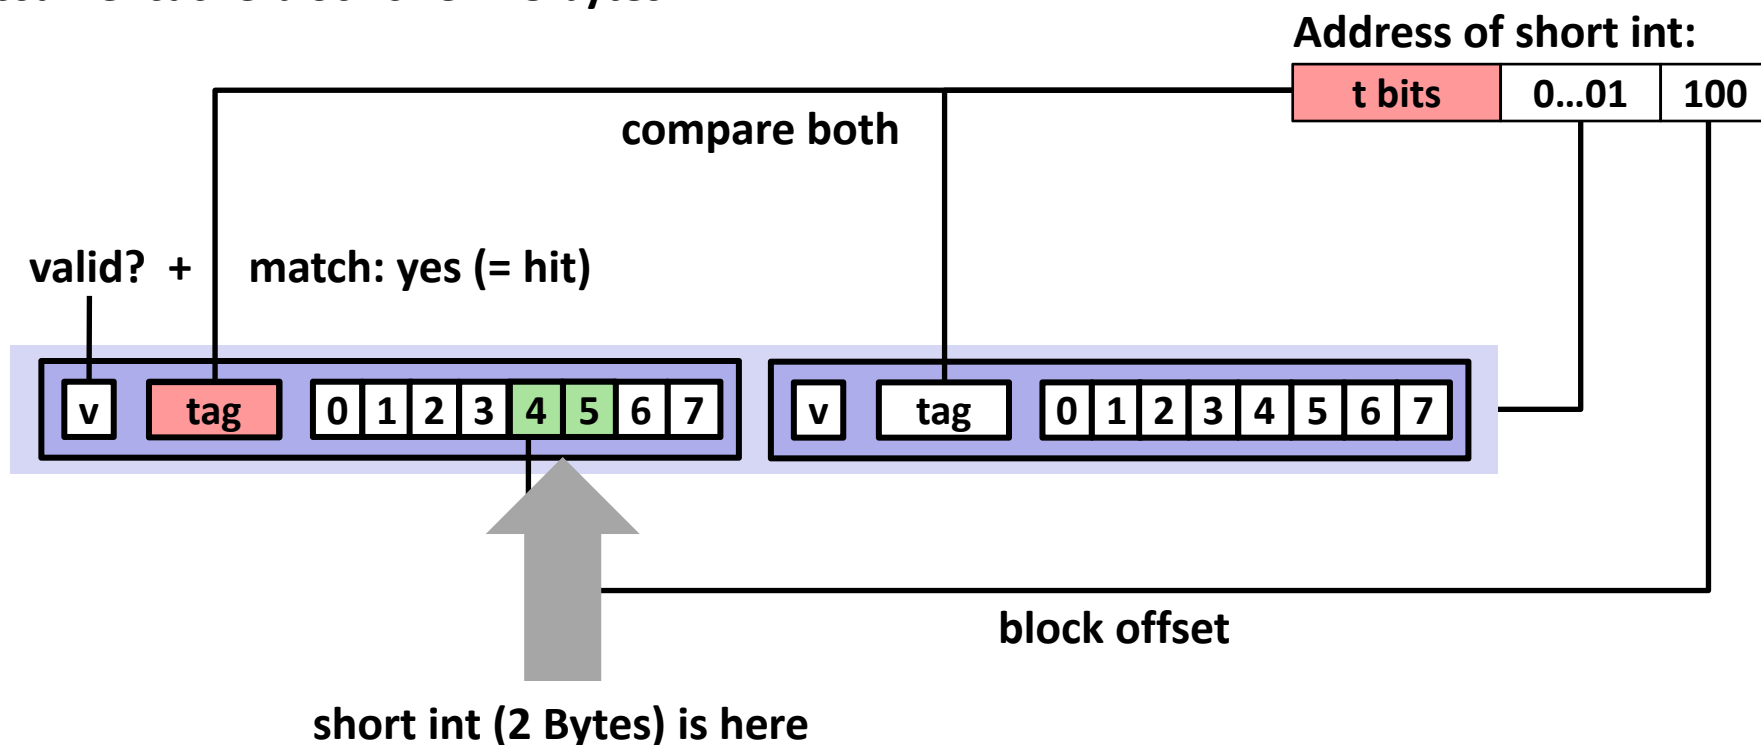 Address of short int:
t bits 0...01 100
compare both
valid? + match: yes (= hit)
v tag 0 1 2 3 4 5 6 7 v tag 0 1 2 3 4 5 6 7
block offset
short int (2 Bytes) is here